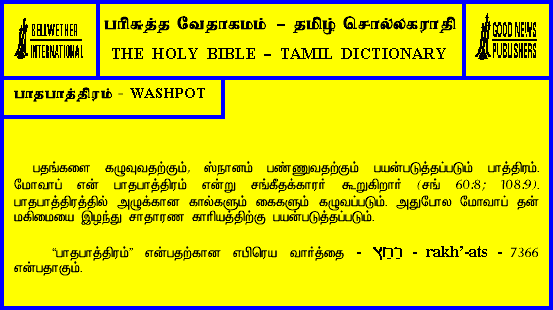 BELLWETHER
INTERNATIONAL
பரிசுத்த வேதாகமம் – தமிழ் சொல்லகராதி
THE HOLY BIBLE – TAMIL DICTIONARY
GOOD NEWS
PUBLISHERS
பாதபாத்திரம் - WASHPOT
பதங்களை கழுவுவதற்கும், ஸ்நானம் பண்ணுவதற்கும் பயன்படுத்தப்படும் பாத்திரம்.
மோவாப் என் பாதபாத்திரம் என்று சங்கீதக்காரர் கூறுகிறார் (சங் 60:8; 108:9).
பாதபாத்திரத்தில் அழுக்கான கால்களும் கைகளும் கழுவப்படும். அதுபோல மோவாப் தன்
மகிமையை இழந்து சாதாரண காரியத்திற்கு பயன்படுத்தப்படும்.
“பாதபாத்திரம்” என்பதற்கான எபிரெய வார்த்தை - רַחַץ - rakh’-ats - 7366
என்பதாகும்.